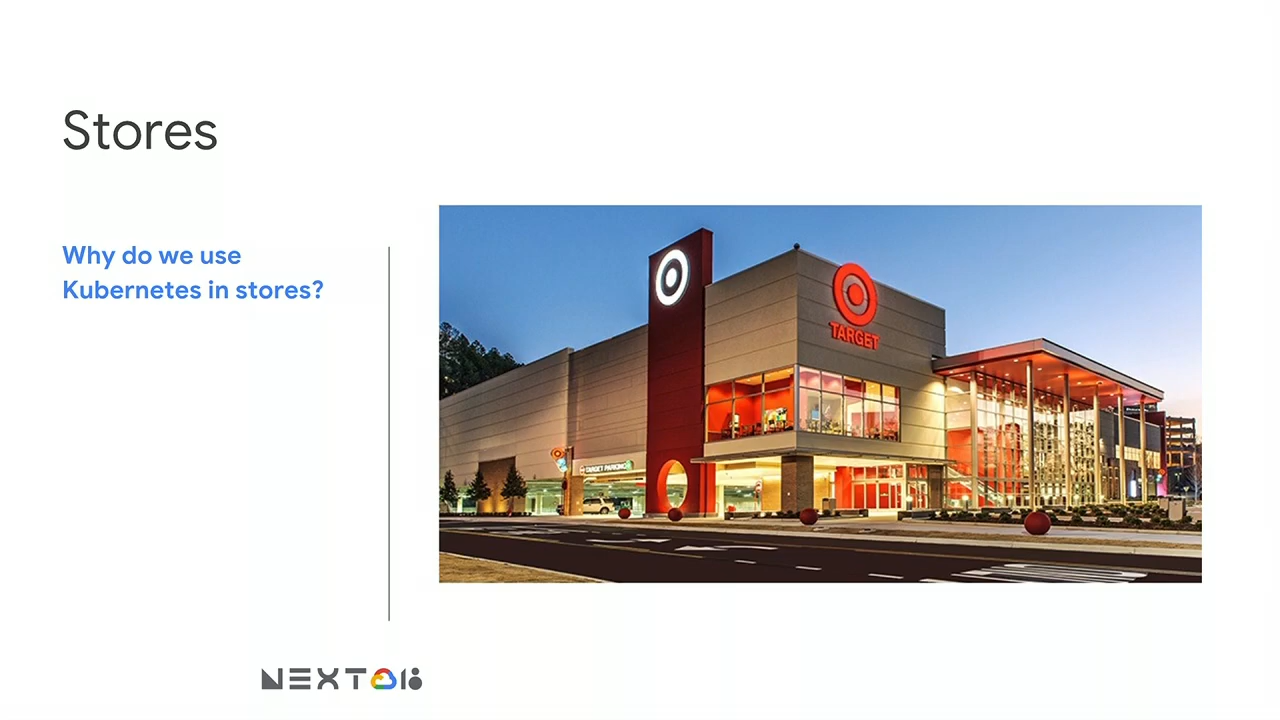 Stores
Why do we use
Kubernetes in stores?
TARGET
TARGET PARKING
NEXT 18